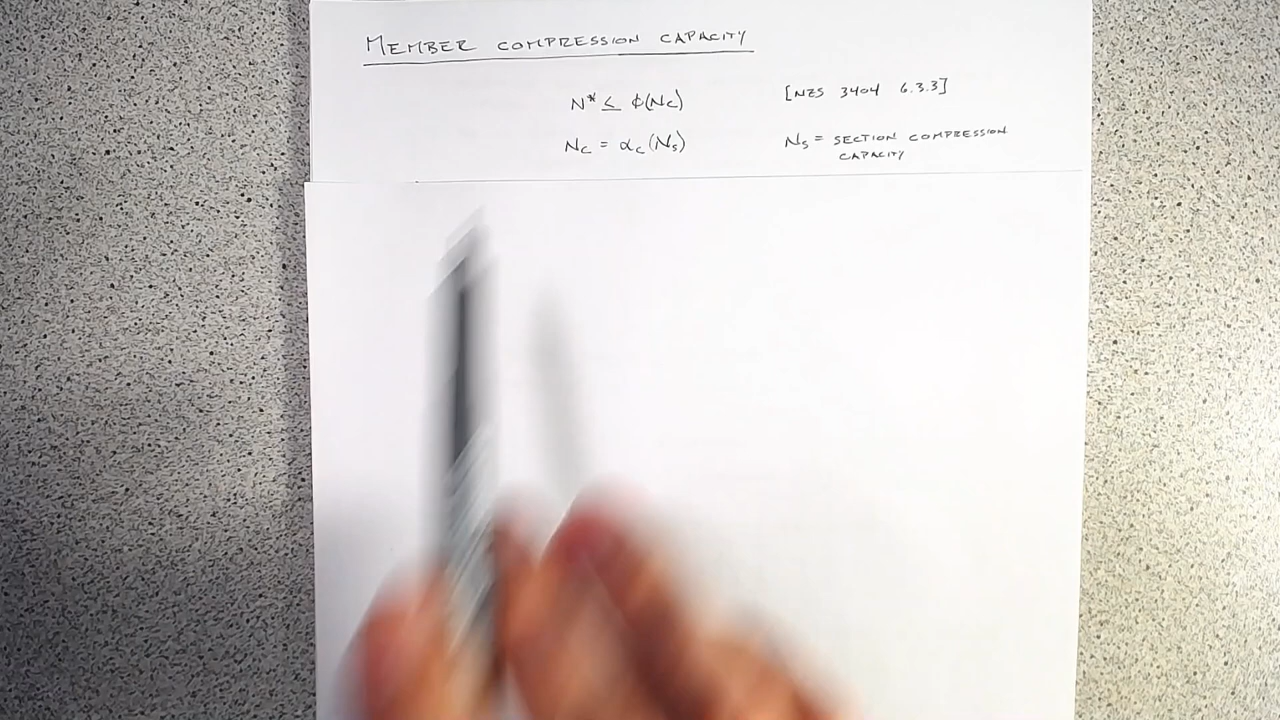 MEMBER COMPRESSION CAPACITY
N* ≤ ϕ(Nc) [NZS 3404 6.3.3]
Nc = αc(Ns) Ns = SECTION COMPRESSION
CAPACITY